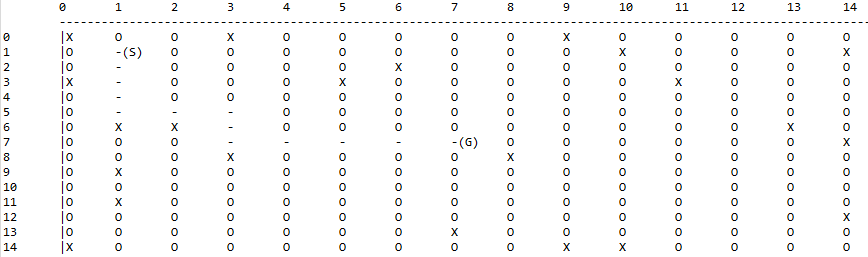 0 1 2 3 4 5 6 7 8 9 10 11 12 13 14
---------------------------------------------------------------------------------------------------------
0 |X O O X O O O O O X O O O O O
1 |O -(S) O O O O O O O O X O O O X
2 |O - O O O O X O O O O O O O O
3 |X - O O O X O O O O O X O O O
4 |O - O O O O O O O O O O O O O
5 |O - - - O O O O O O O O O O O
6 |O X X - O O O O O O O O O X O
7 |O O O - - - - -(G) O O O O O O X
8 |O O O X O O O O X O O O O O O
9 |O X O O O O O O O O O O O O O
10 |O O O O O O O O O O O O O O O
11 |O X O O O O O O O O O O O O O
12 |O O O O O O O O O O O O O O X
13 |O O O O O O O X O O O O O O O
14 |X O O O O O O O O X X O O O O